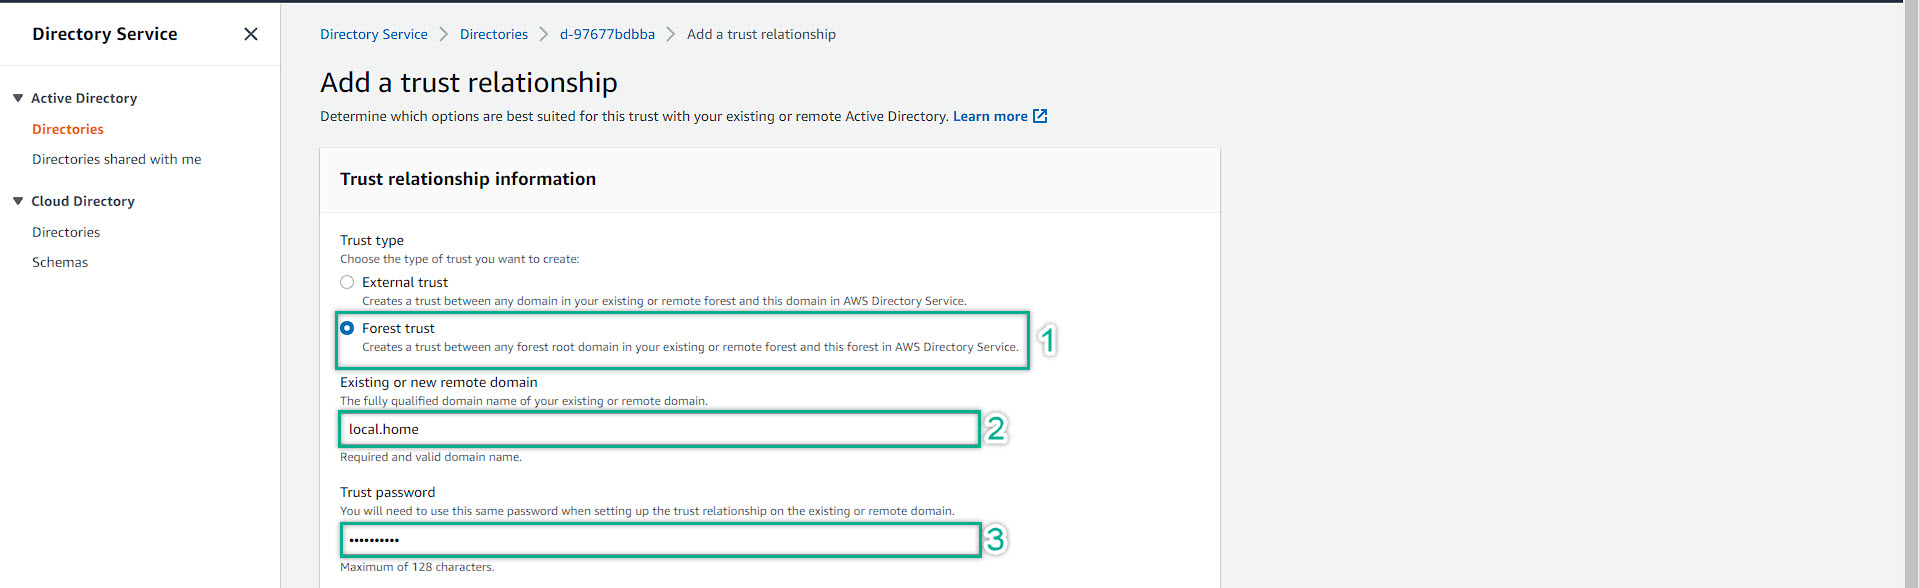 Directory Service
Directory Service > Directories > d-97677bdbba > Add a trust relationship
Active Directory
Directories
Directories shared with me
Cloud Directory
Directories
Schemas
Add a trust relationship
Determine which options are best suited for this trust with your existing or remote Active Directory. Learn more
Trust relationship information
Trust type
Choose the type of trust you want to create:
External trust
Creates a trust between any domain in your existing or remote forest and this domain in AWS Directory Service.
Forest trust
Creates a trust between any forest root domain in your existing or remote forest and this forest in AWS Directory Service.
1
Existing or new remote domain
The fully qualified domain name of your existing or remote domain.
local.home
2
Required and valid domain name.
Trust password
You will need to use this same password when setting up the trust relationship on the existing or remote domain.
••••••••••
3
Maximum of 128 characters.